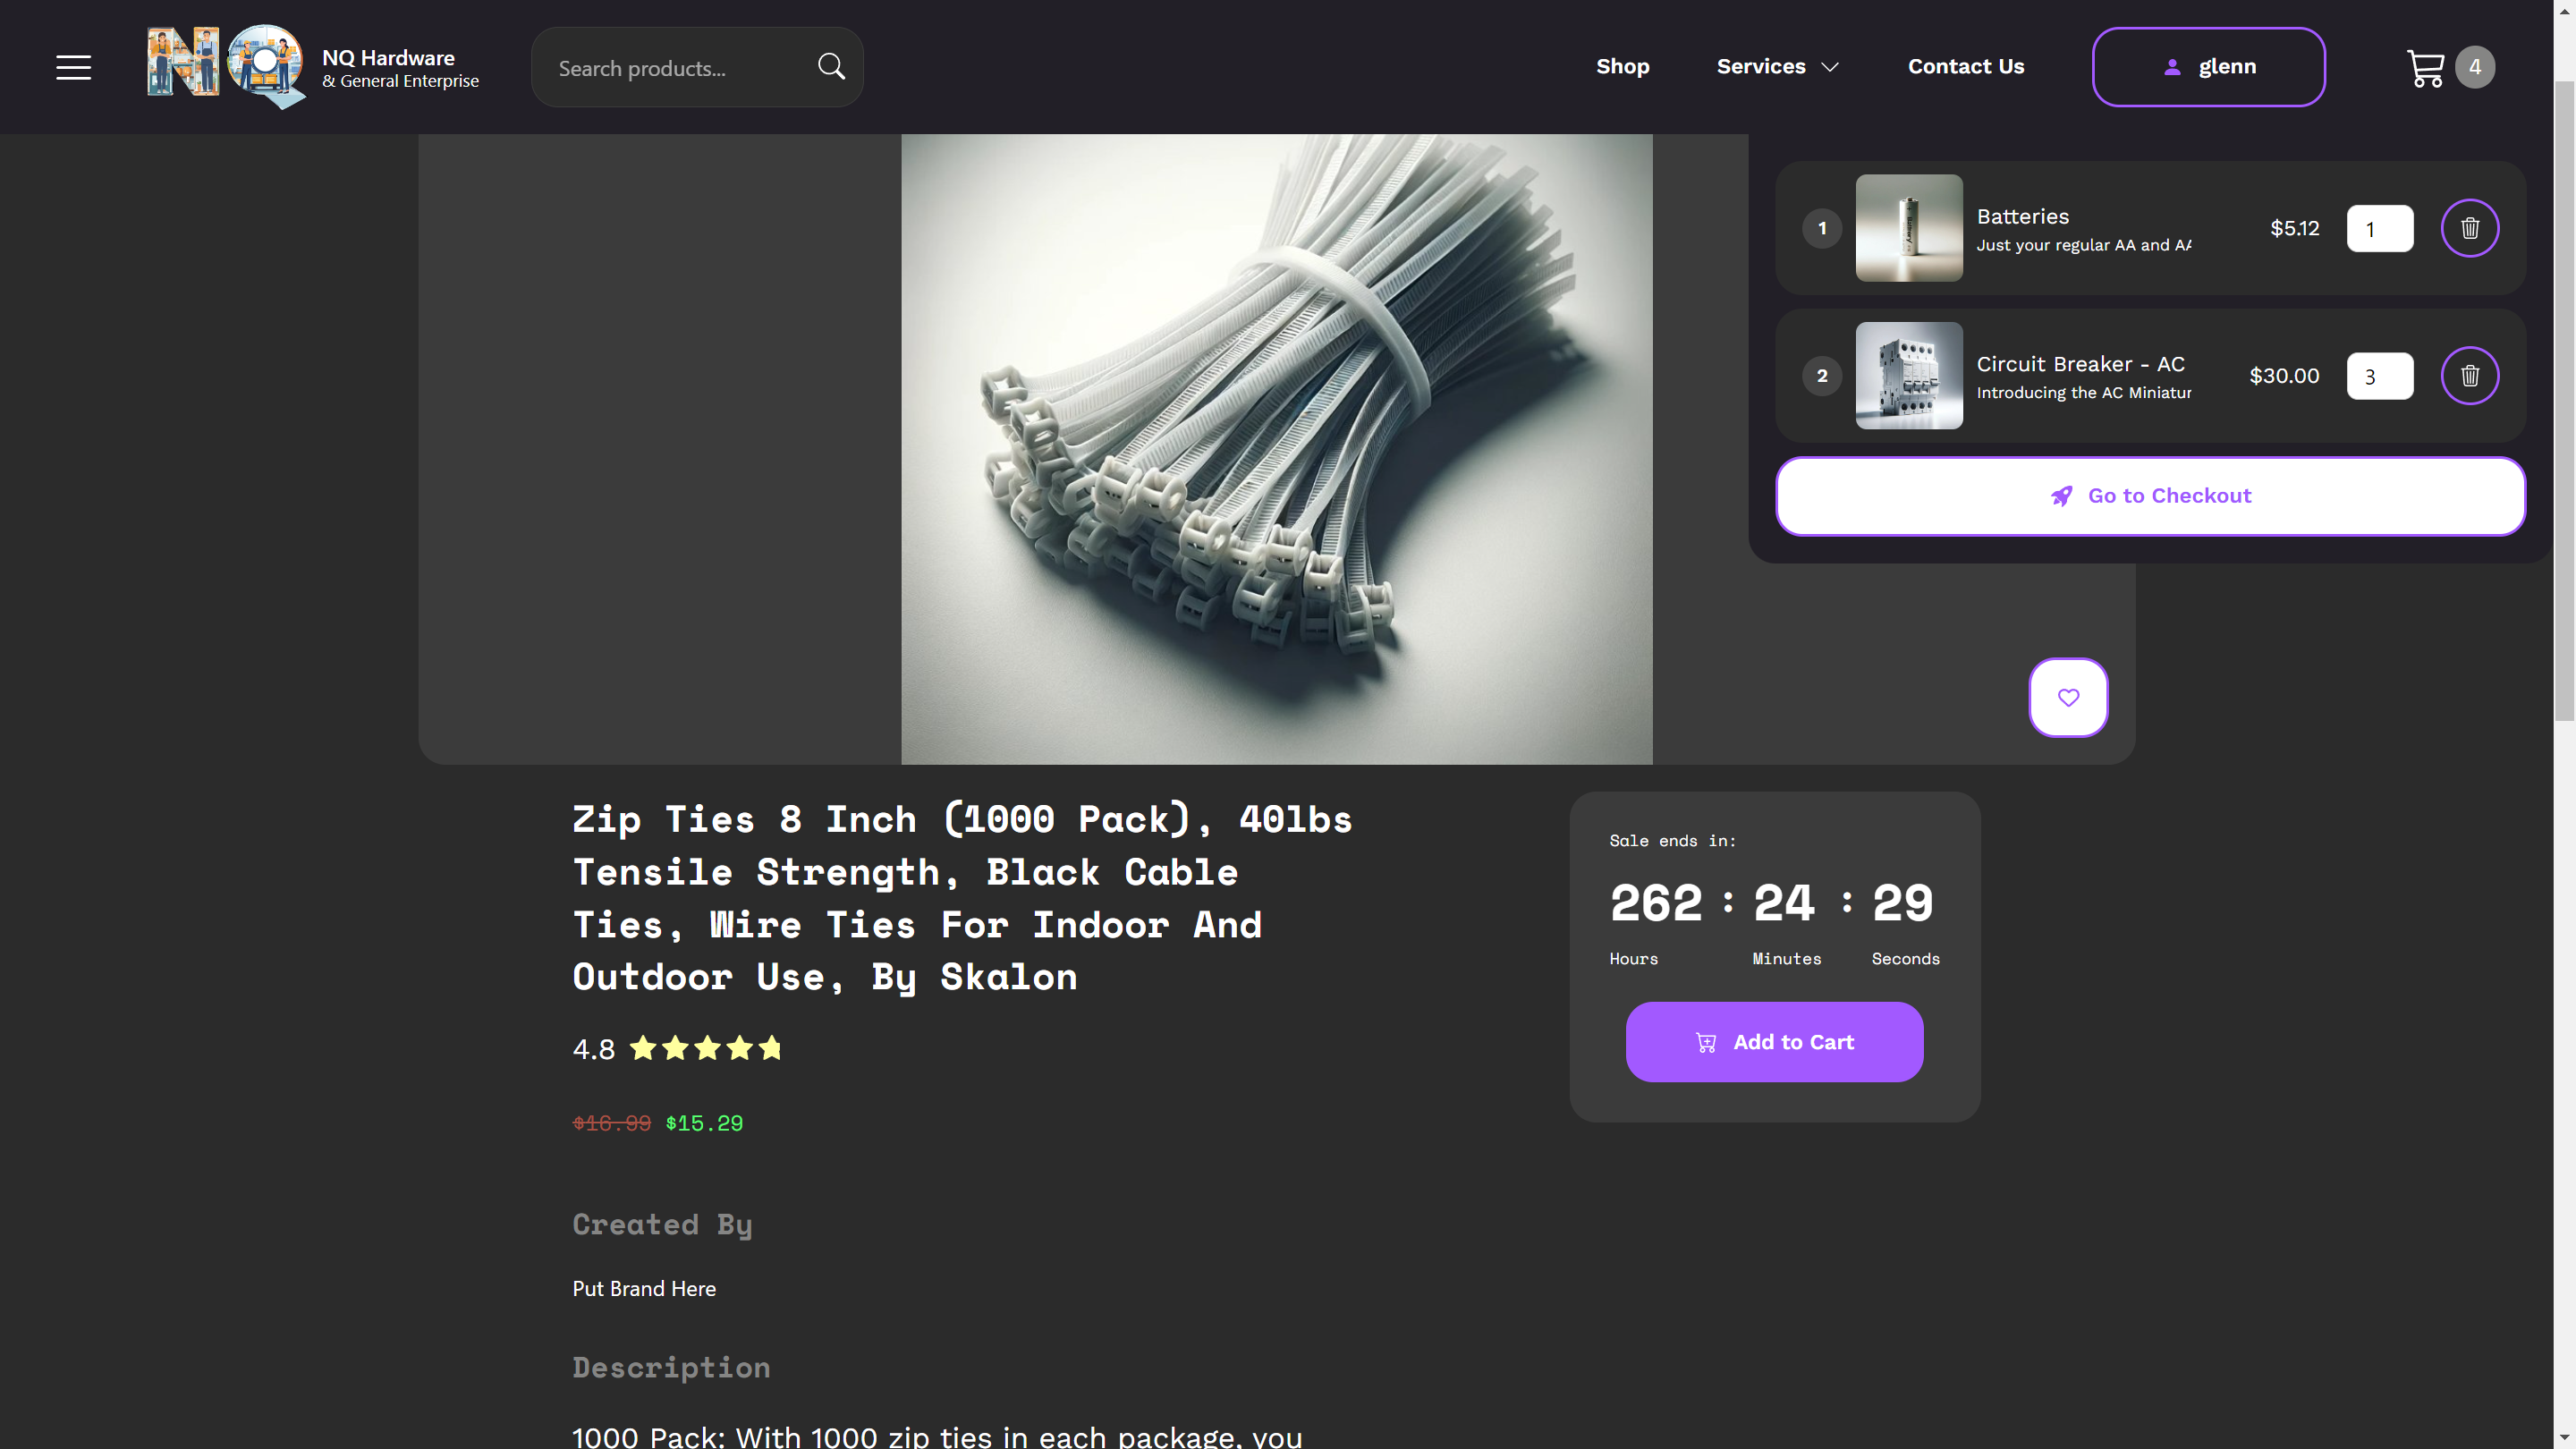 NQ
NQ Hardware
& General Enterprise
Search products...
Shop
Services
Contact Us
glenn
4
1
Batteries
Just your regular AA and AA
$5.12
1
2
Circuit Breaker - AC
Introducing the AC Miniatur
$30.00
3
Go to Checkout
Zip Ties 8 Inch (1000 Pack), 40lbs
Tensile Strength, Black Cable
Ties, Wire Ties For Indoor And
Outdoor Use, By Skalon
4.8
$16.99 $15.29
Sale ends in:
262 : 24 : 29
Hours Minutes Seconds
Add to Cart
Created By
Put Brand Here
Description
1000 Pack: With 1000 zip ties in each package, you